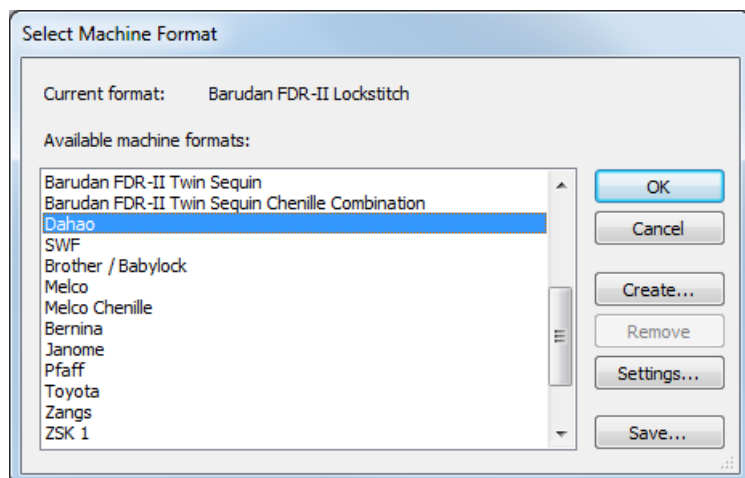 Select Machine Format
Current format: Barudan FDR-II Lockstitch
Available machine formats:
Barudan FDR-II Twin Sequin
Barudan FDR-II Twin Sequin Chenille Combination
Dahao
SWF
Brother / Babylock
Melco
Melco Chenille
Bernina
Janome
Pfaff
Toyota
Zangs
ZSK 1
OK
Cancel
Create...
Remove
Settings...
Save...